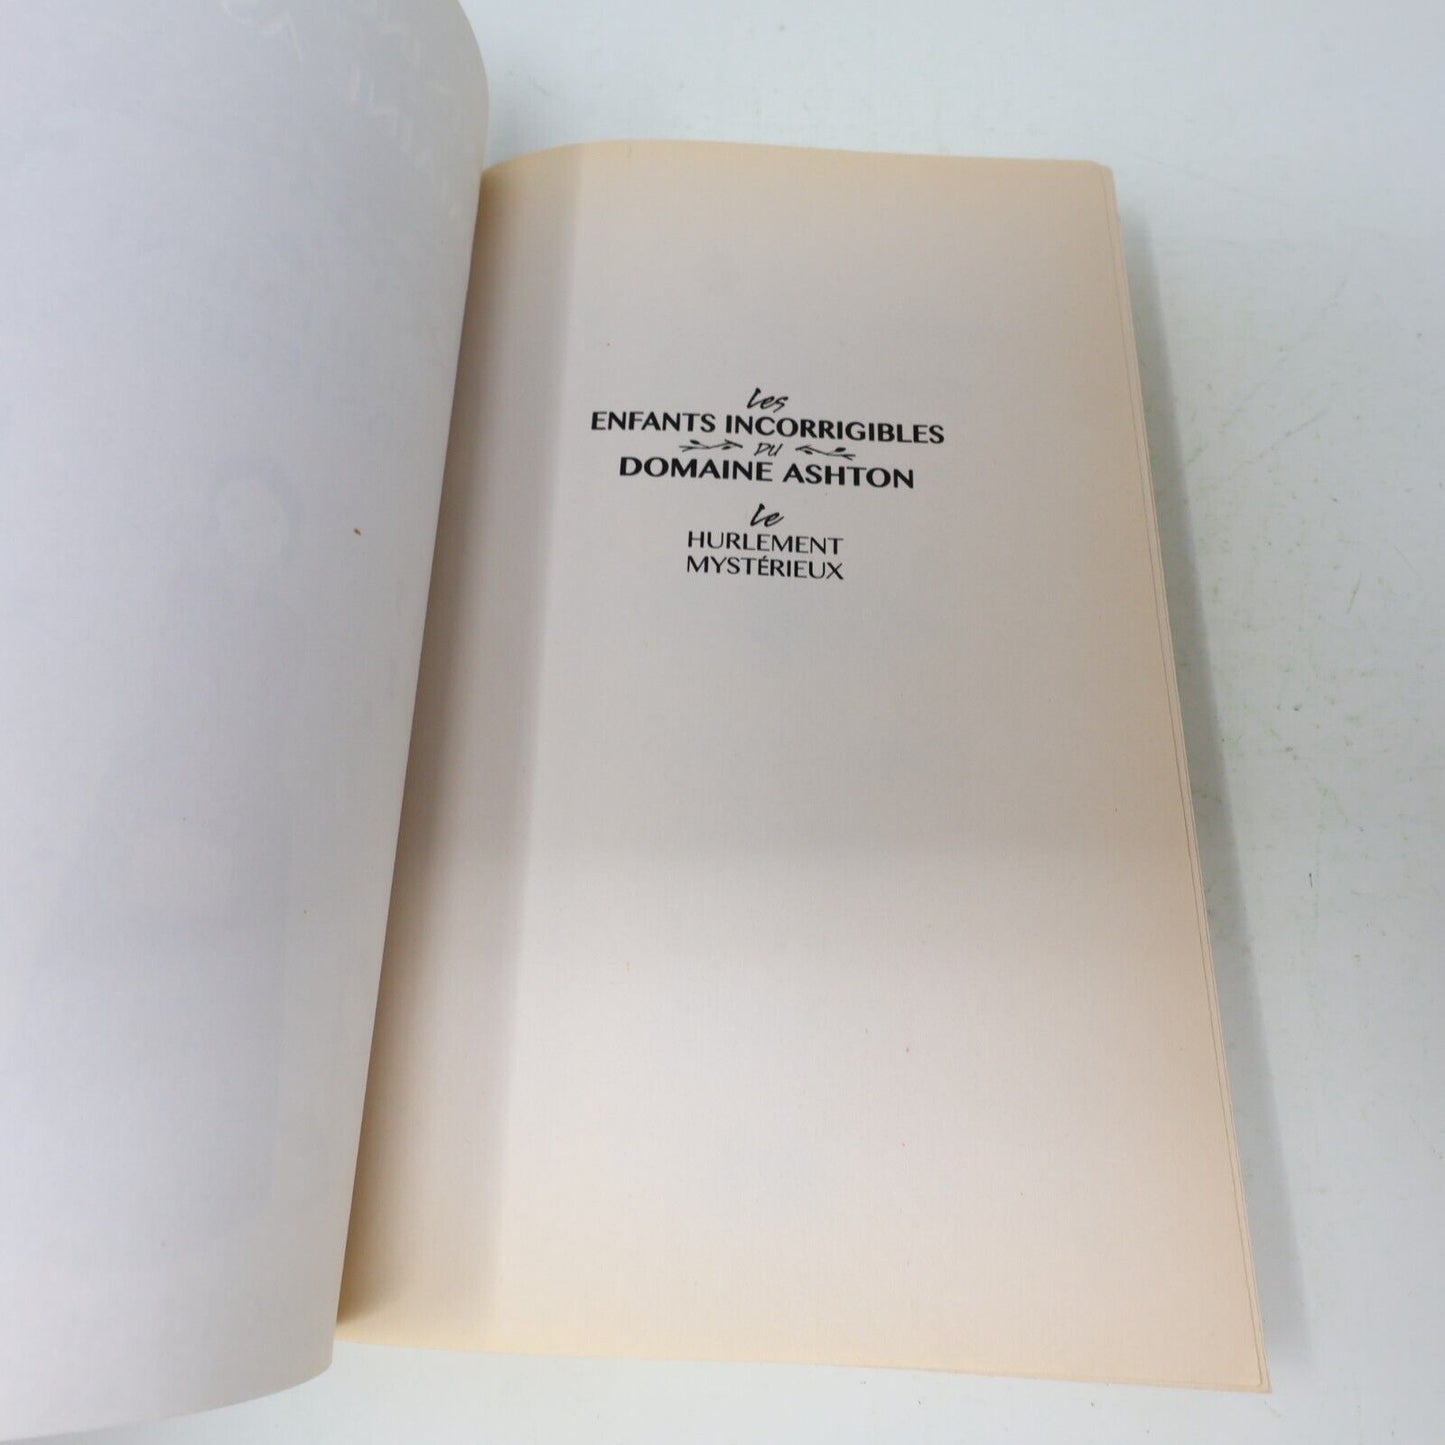 Les
ENFANTS INCORRIGIBLES
DU
DOMAINE ASHTON
le
HURLEMENT
MYSTÉRIEUX